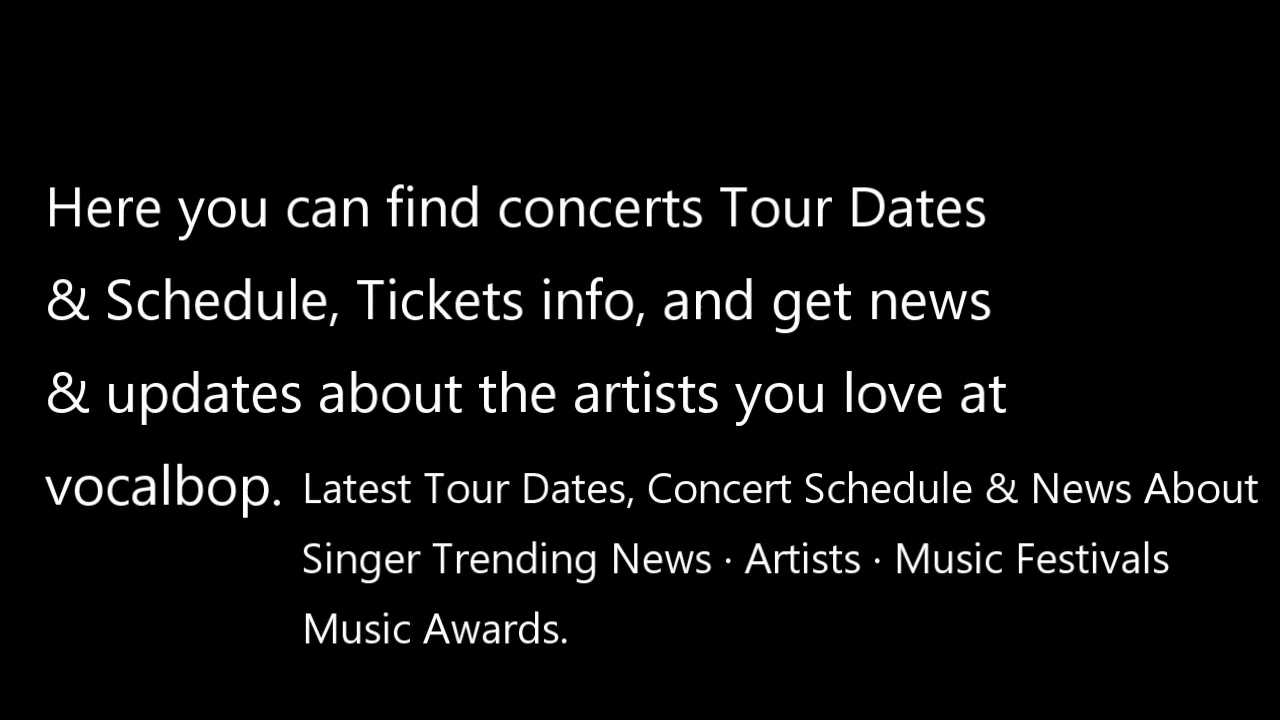 Here you can find concerts Tour Dates
& Schedule, Tickets info, and get news
& updates about the artists you love at
vocalbop.
Latest Tour Dates, Concert Schedule & News About
Singer Trending News · Artists · Music Festivals
Music Awards.